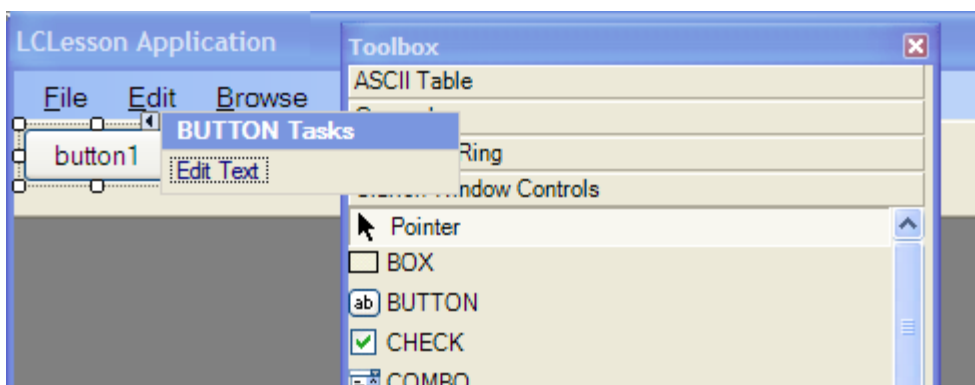 LCLesson Application
Toolbox
ASCII Table
File Edit Browse
BUTTON Tasks
button1
Ring
Edit Text
Window Controls
Pointer
BOX
ab BUTTON
CHECK
COMBO